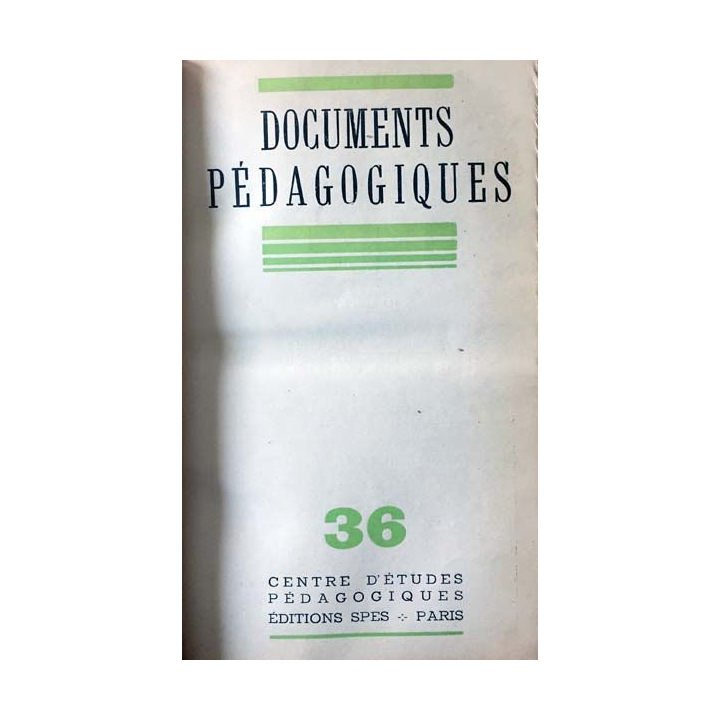 DOCUMENTS
PÉDAGOGIQUES
36
CENTRE D'ÉTUDES
PÉDAGOGIQUES
ÉDITIONS SPES ⁘ PARIS